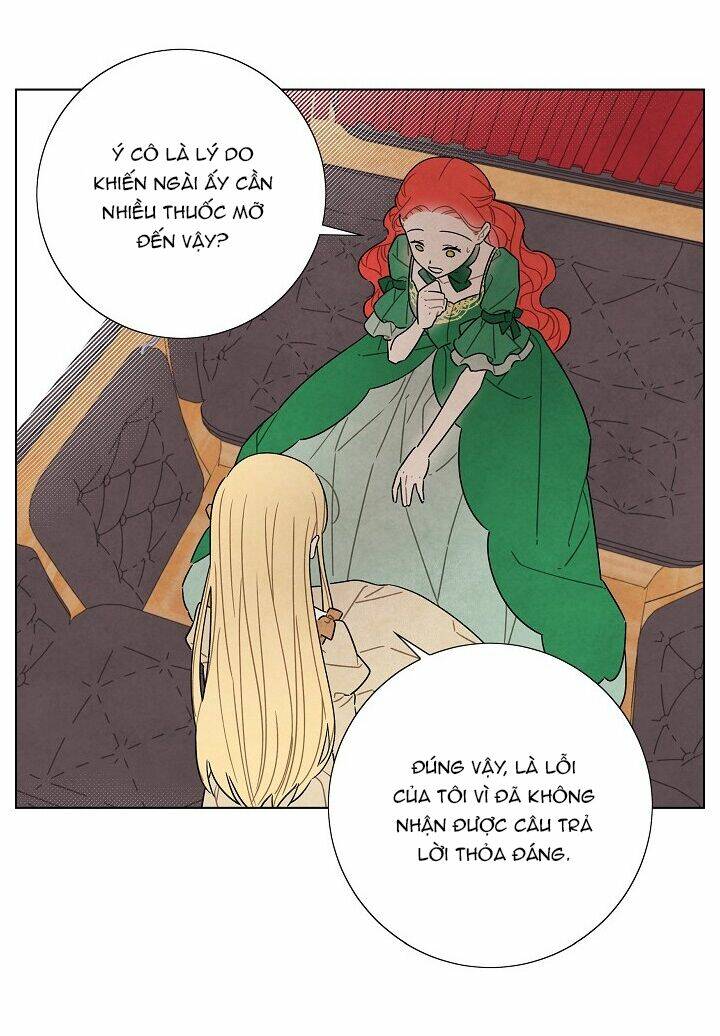 Ý CÔ LÀ LÝ DO
KHIẾN NGÀI ẤY CẦN
NHIỀU THUỐC MỠ
ĐẾN VẬY?
ĐÚNG VẬY, LÀ LỖI
CỦA TÔI VÌ ĐÃ KHÔNG
NHẬN ĐƯỢC CÂU TRẢ
LỜI THỎA ĐÁNG.